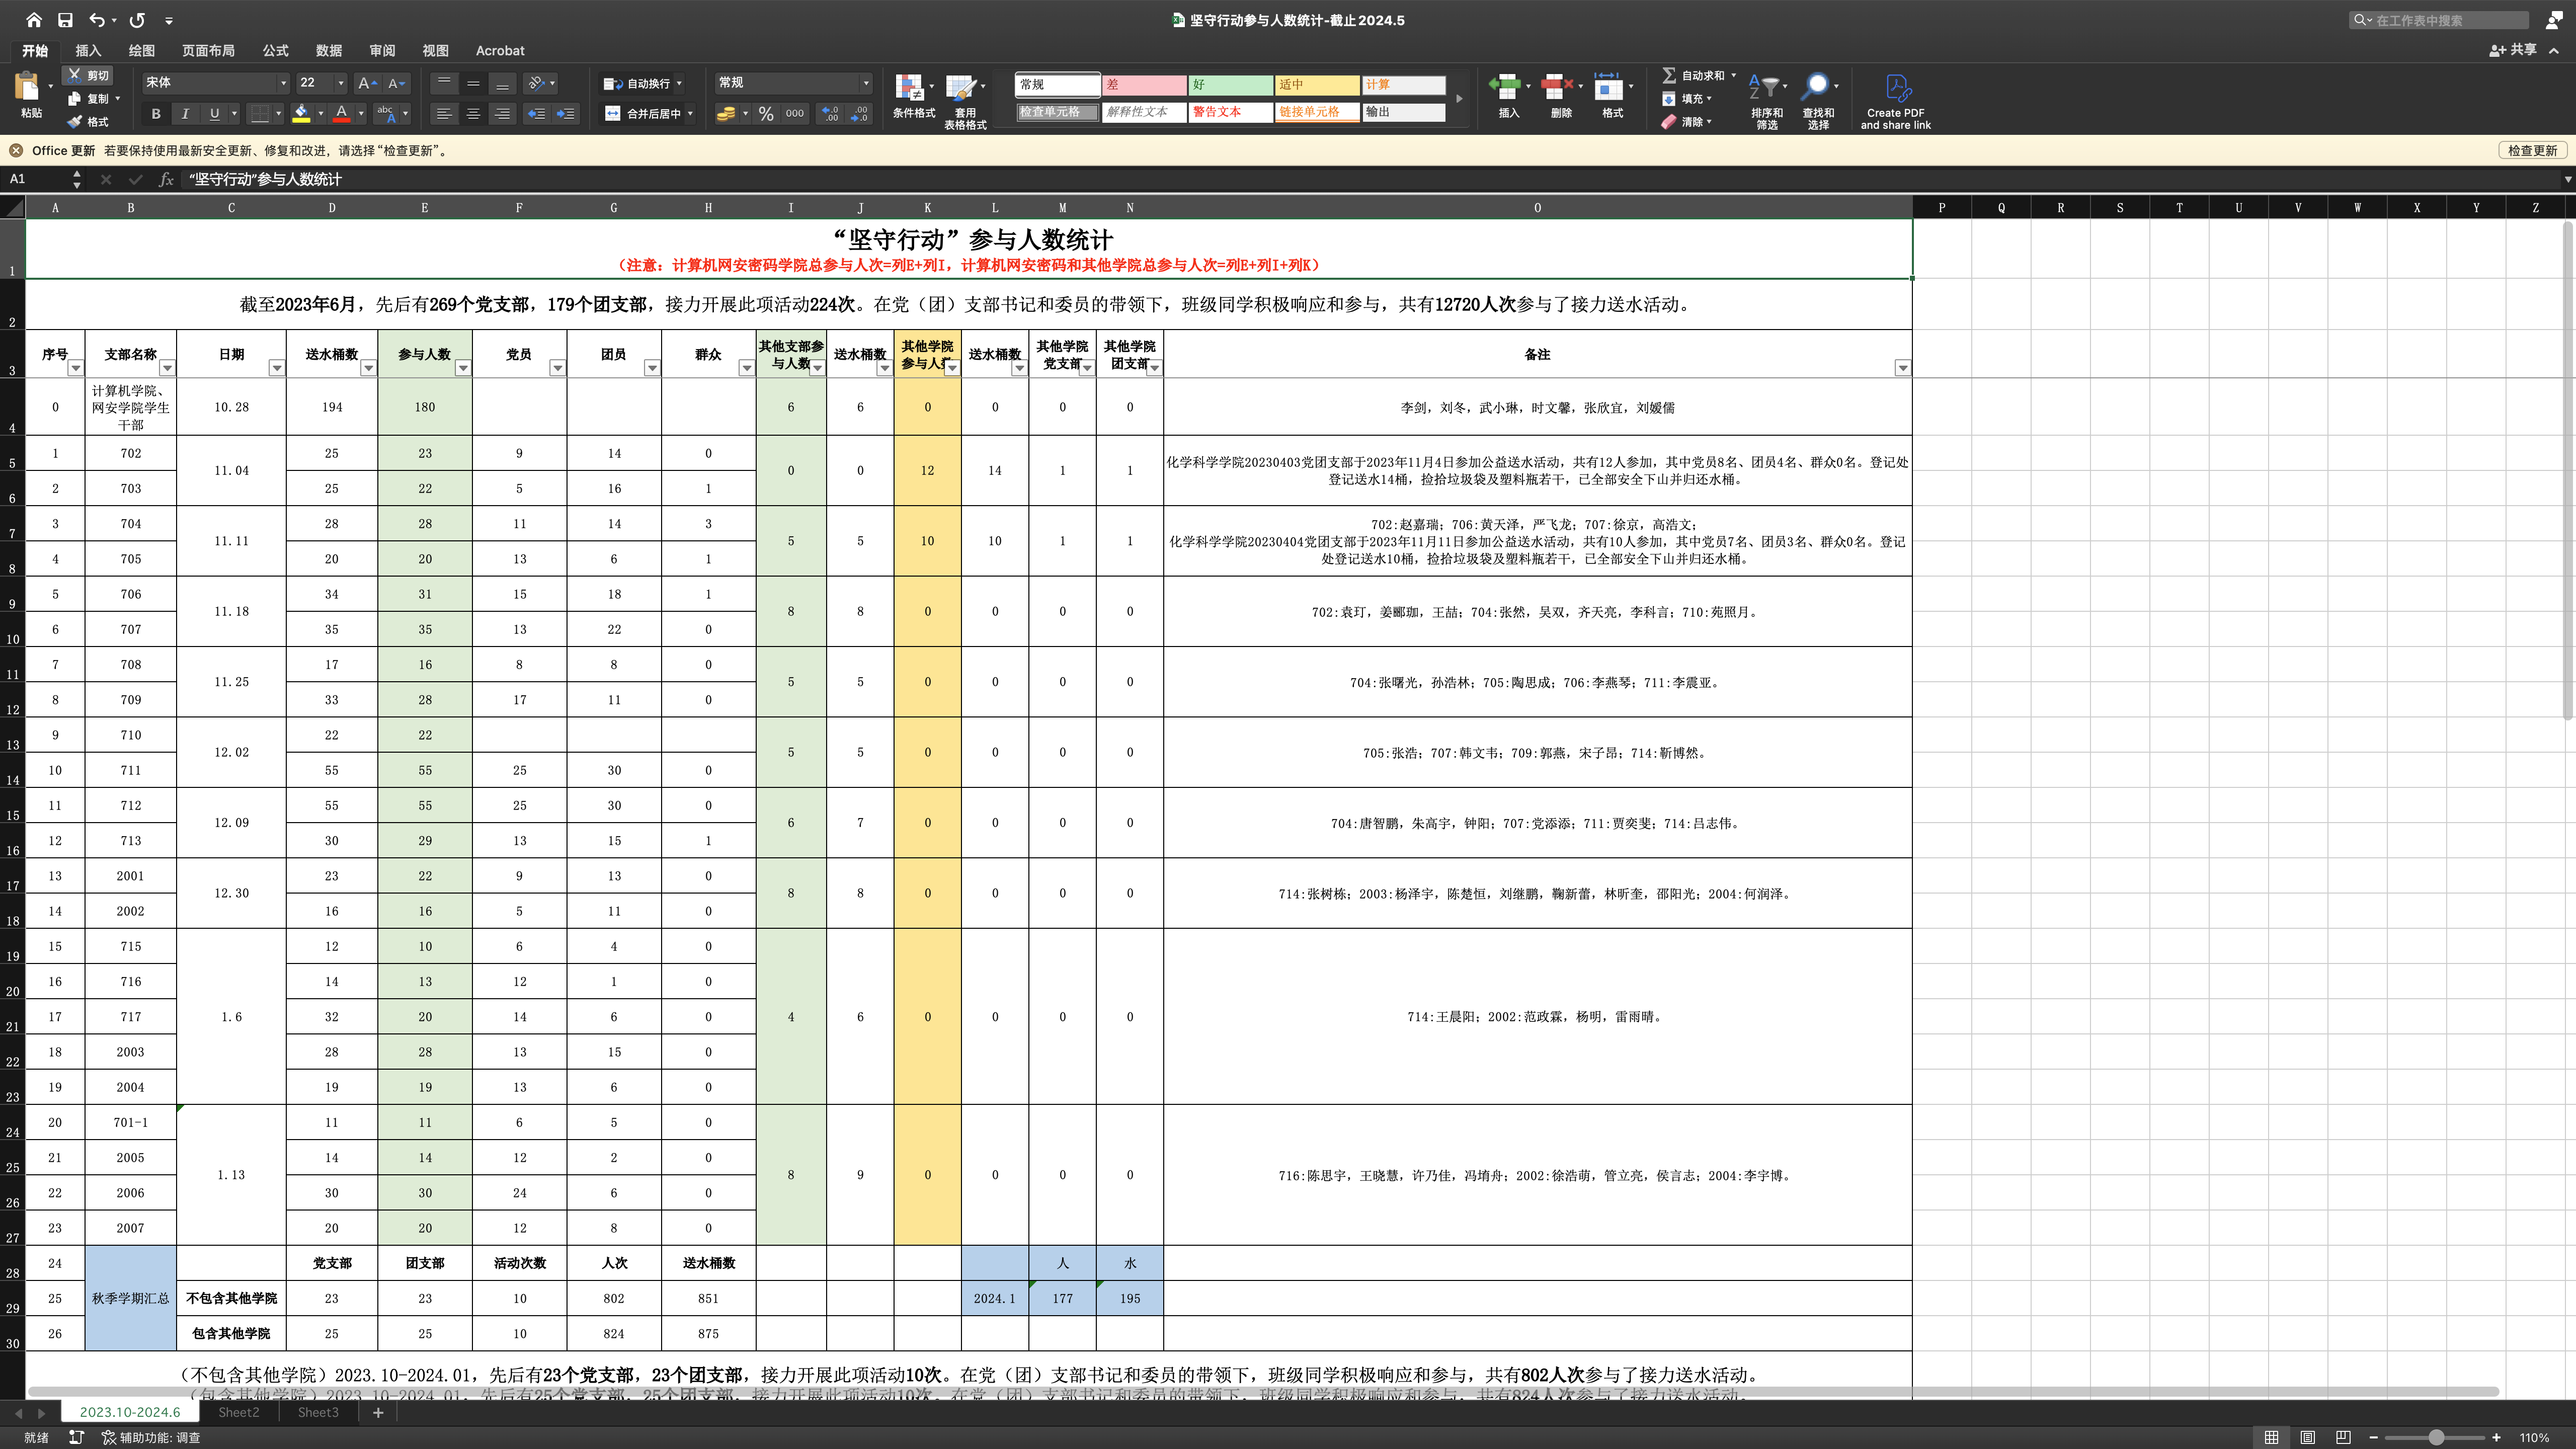 坚守行动参与人数统计-截止2024.5
在工作表中搜索
开始 插入 绘图 页面布局 公式 数据 审阅 视图 Acrobat
共享
粘贴 剪切 复制 格式
宋体 22
B I U abc A
自动换行
合并后居中
常规
% 000
条件格式 套用表格格式
常规 差 好 适中 计算
检查单元格 解释性文本 警告文本 链接单元格 输出
插入 删除 格式
自动求和 填充 清除
排序和筛选 查找和选择
Create PDF and share link
Office 更新 若要保持使用最新安全更新、修复和改进，请选择“检查更新”。
检查更新
A1 fx “坚守行动”参与人数统计
A B C D E F G H I J K L M N O P Q R S T U V W X Y Z
1 “坚守行动”参与人数统计
（注意：计算机网安密码学院总参与人次=列E+列I，计算机网安密码和其他学院总参与人次=列E+列I+列K）
2 截至2023年6月，先后有269个党支部，179个团支部，接力开展此项活动224次。在党（团）支部书记和委员的带领下，班级同学积极响应和参与，共有12720人次参与了接力送水活动。
3 序号 支部名称 日期 送水桶数 参与人数 党员 团员 群众 其他支部参与人数 送水桶数 其他学院参与人数 送水桶数 其他学院党支部 其他学院团支部 备注
4 0 计算机学院、网安学院学生干部 10.28 194 180 6 6 0 0 0 0 李剑，刘冬，武小琳，时文馨，张欣宜，刘媛儒
5 1 702 11.04 25 23 9 14 0 0 0 12 14 1 1 化学科学学院20230403党团支部于2023年11月4日参加公益送水活动，共有12人参加，其中党员8名、团员4名、群众0名。登记处
登记送水14桶，捡拾垃圾袋及塑料瓶若干，已全部安全下山并归还水桶。
6 2 703 25 22 5 16 1
7 3 704 11.11 28 28 11 14 3 5 5 10 10 1 1 702:赵嘉瑞；706:黄天泽，严飞龙；707:徐京，高浩文；
化学科学学院20230404党团支部于2023年11月11日参加公益送水活动，共有10人参加，其中党员7名、团员3名、群众0名。登记
处登记送水10桶，捡拾垃圾袋及塑料瓶若干，已全部安全下山并归还水桶。
8 4 705 20 20 13 6 1
9 5 706 11.18 34 31 15 18 1 8 8 0 0 0 0 702:袁玎，姜郦珈，王喆；704:张然，吴双，齐天亮，李科言；710:苑照月。
10 6 707 35 35 13 22 0
11 7 708 11.25 17 16 8 8 0 5 5 0 0 0 0 704:张曙光，孙浩林；705:陶思成；706:李燕琴；711:李震亚。
12 8 709 33 28 17 11 0
13 9 710 12.02 22 22 5 5 0 0 0 0 705:张浩；707:韩文韦；709:郭燕，宋子昂；714:靳博然。
14 10 711 55 55 25 30 0
15 11 712 12.09 55 55 25 30 0 6 7 0 0 0 0 704:唐智鹏，朱高宇，钟阳；707:党添添；711:贾奕斐；714:吕志伟。
16 12 713 30 29 13 15 1
17 13 2001 12.30 23 22 9 13 0 8 8 0 0 0 0 714:张树栋；2003:杨泽宇，陈楚恒，刘继鹏，鞠新蕾，林昕奎，邵阳光；2004:何润泽。
18 14 2002 16 16 5 11 0
19 15 715 12 10 6 4 0
20 16 716 14 13 12 1 0
21 17 717 1.6 32 20 14 6 0 4 6 0 0 0 0 714:王晨阳；2002:范政霖，杨明，雷雨晴。
22 18 2003 28 28 13 15 0
23 19 2004 19 19 13 6 0
24 20 701-1 11 11 6 5 0
25 21 2005 1.13 14 14 12 2 0 8 9 0 0 0 0 716:陈思宇，王晓慧，许乃佳，冯堉舟；2002:徐浩萌，管立亮，侯言志；2004:李宇博。
26 22 2006 30 30 24 6 0
27 23 2007 20 20 12 8 0
28 24 党支部 团支部 活动次数 人次 送水桶数 人 水
29 25 秋季学期汇总 不包含其他学院 23 23 10 802 851 2024.1 177 195
30 26 包含其他学院 25 25 10 824 875
（不包含其他学院）2023.10-2024.01，先后有23个党支部，23个团支部，接力开展此项活动10次。在党（团）支部书记和委员的带领下，班级同学积极响应和参与，共有802人次参与了接力送水活动。
（包含其他学院）2023.10-2024.01，先后有25个党支部，25个团支部，接力开展此项活动10次。在党（团）支部书记和委员的带领下，班级同学积极响应和参与，共有824人次参与了接力送水活动。
2023.10-2024.6 Sheet2 Sheet3 +
就绪 辅助功能: 调查 110%